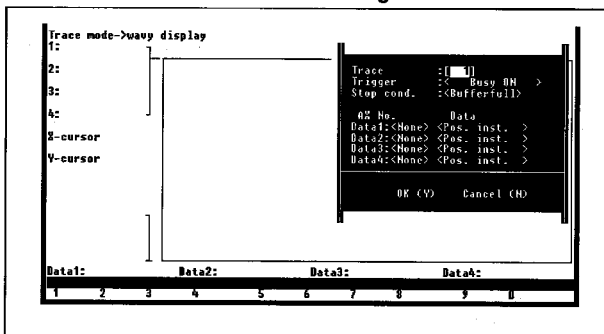 Trace mode->wavy display
1:
2:
3:
4:
X-cursor
Y-cursor
Trace :[ 1]
Trigger :< Busy ON >
Stop cond. :<Bufferfull>
AX No. Data
Data1:<None> <Pos. inst. >
Data2:<None> <Pos. inst. >
Data3:<None> <Pos. inst. >
Data4:<None> <Pos. inst. >
OK (Y) Cancel (N)
Data1: Data2: Data3: Data4:
1 2 3 4 5 6 7 8 9 0